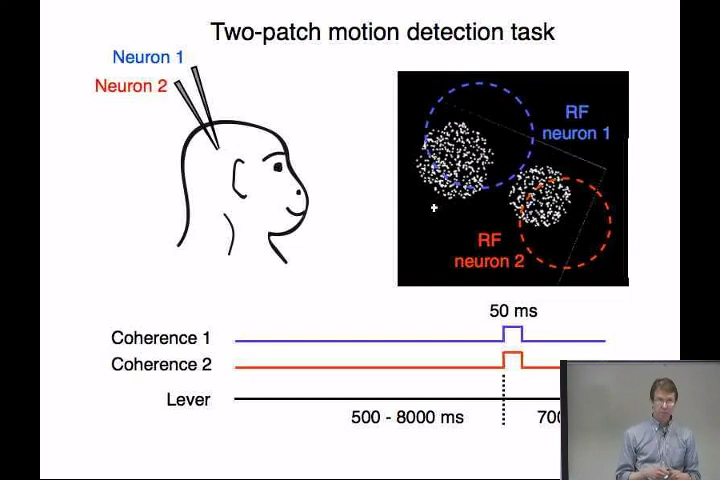 Two-patch motion detection task
Neuron 1
Neuron 2
RF
neuron 1
RF
neuron 2
50 ms
Coherence 1
Coherence 2
Lever
500 - 8000 ms
700